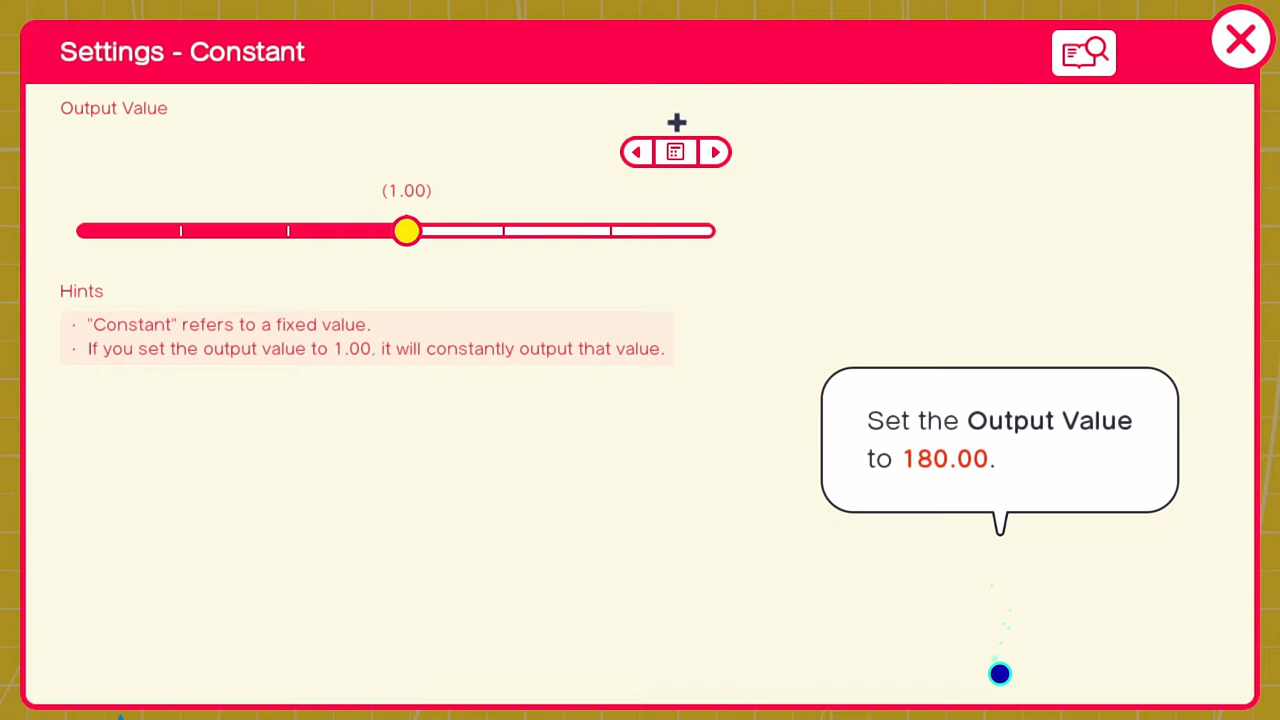 Settings - Constant
Output Value
(1.00)
Hints
· "Constant" refers to a fixed value.
· If you set the output value to 1.00, it will constantly output that value.
Set the Output Value
to 180.00.